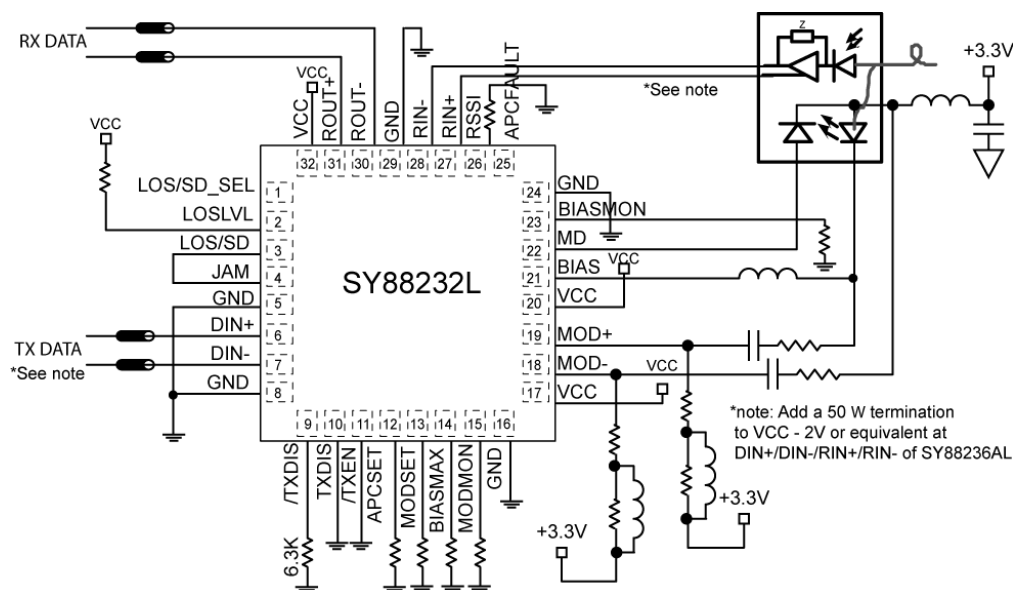 RX DATA
Z
+3.3V
*See note
VCC
VCC
VCC
ROUT+
ROUT-
GND
RIN-
RIN+
RSSI
APCFAULT
32
31
30
29
28
27
26
25
LOS/SD_SEL
1
24
GND
LOSLVL
2
23
BIASMON
LOS/SD
3
22
MD
JAM
4
21
BIAS
VCC
SY88232L
GND
5
20
VCC
DIN+
6
19
MOD+
TX DATA
*See note
DIN-
7
18
MOD-
VCC
GND
8
17
VCC
9
10
11
12
13
14
15
16
/TXDIS
TXDIS
/TXEN
APCSET
MODSET
BIASMAX
MODMON
GND
6.3K
*note: Add a 50 W termination
to VCC - 2V or equivalent at
DIN+/DIN-/RIN+/RIN- of SY88236AL
+3.3V
+3.3V